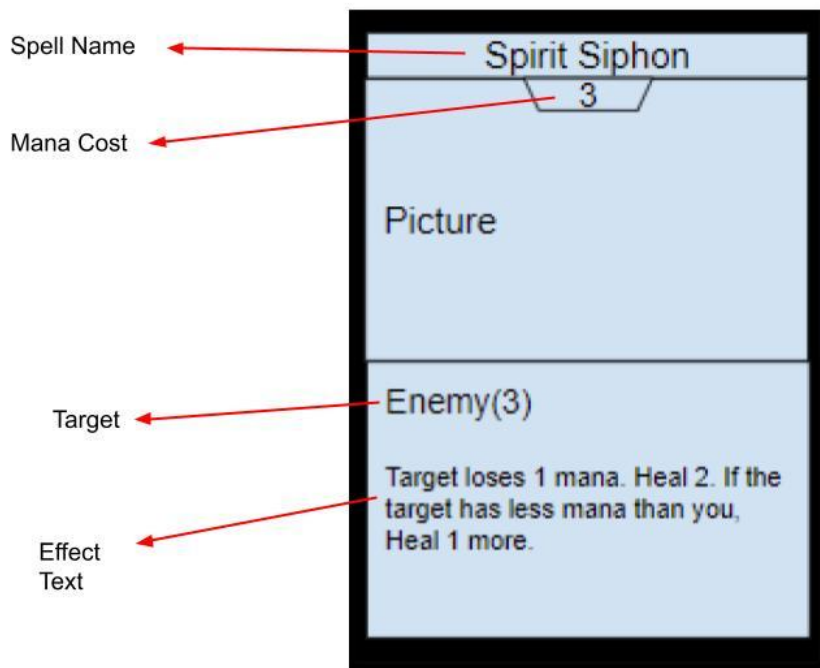 Spell Name
Spirit Siphon
3
Mana Cost
Picture
Target
Enemy(3)
Target loses 1 mana. Heal 2. If the
target has less mana than you,
Heal 1 more.
Effect
Text